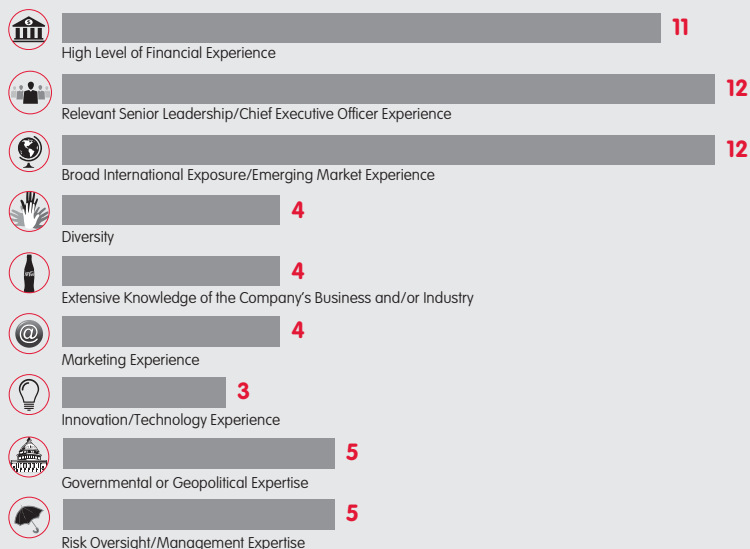 11
High Level of Financial Experience
12
Relevant Senior Leadership/Chief Executive Officer Experience
12
Broad International Exposure/Emerging Market Experience
4
Diversity
4
Extensive Knowledge of the Company's Business and/or Industry
4
Marketing Experience
3
Innovation/Technology Experience
5
Governmental or Geopolitical Expertise
5
Risk Oversight/Management Expertise